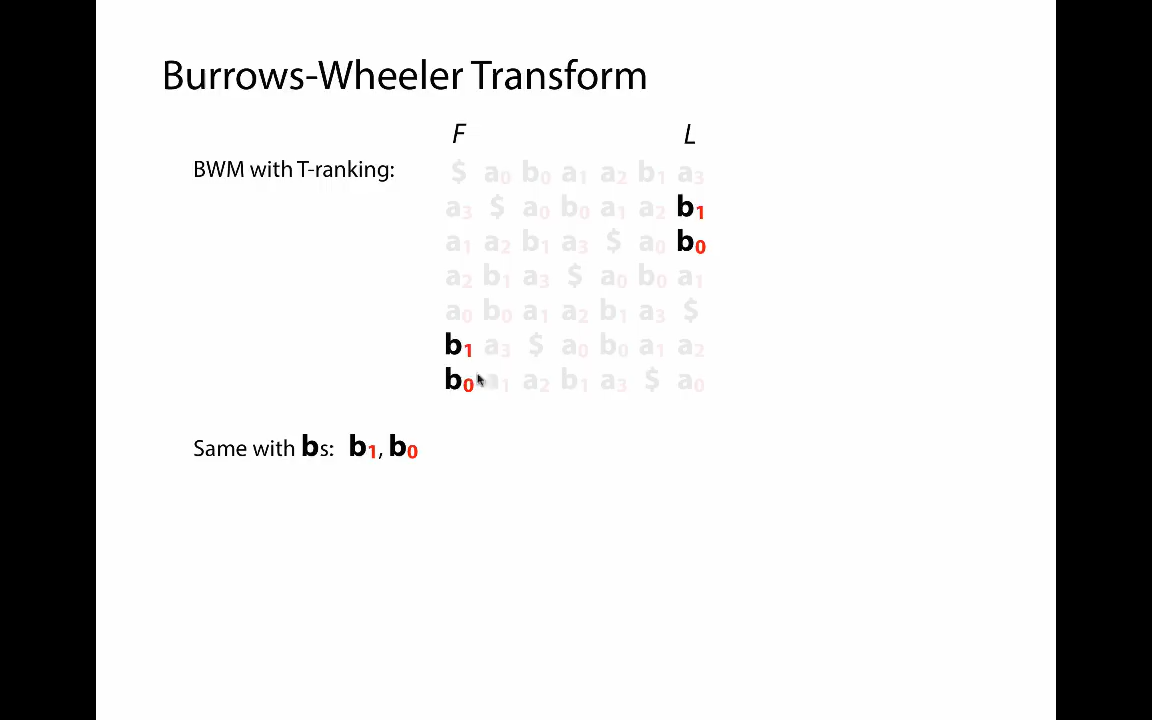 Burrows-Wheeler Transform
F L
BWM with T-ranking: $ a₀ b₀ a₁ a₂ b₁ a₃
a₃ $ a₀ b₀ a₁ a₂ b₁
a₁ a₂ b₁ a₃ $ a₀ b₀
a₂ b₁ a₃ $ a₀ b₀ a₁
a₀ b₀ a₁ a₂ b₁ a₃ $
b₁ a₃ $ a₀ b₀ a₁ a₂
b₀ a₁ a₂ b₁ a₃ $ a₀
Same with bs: b₁, b₀